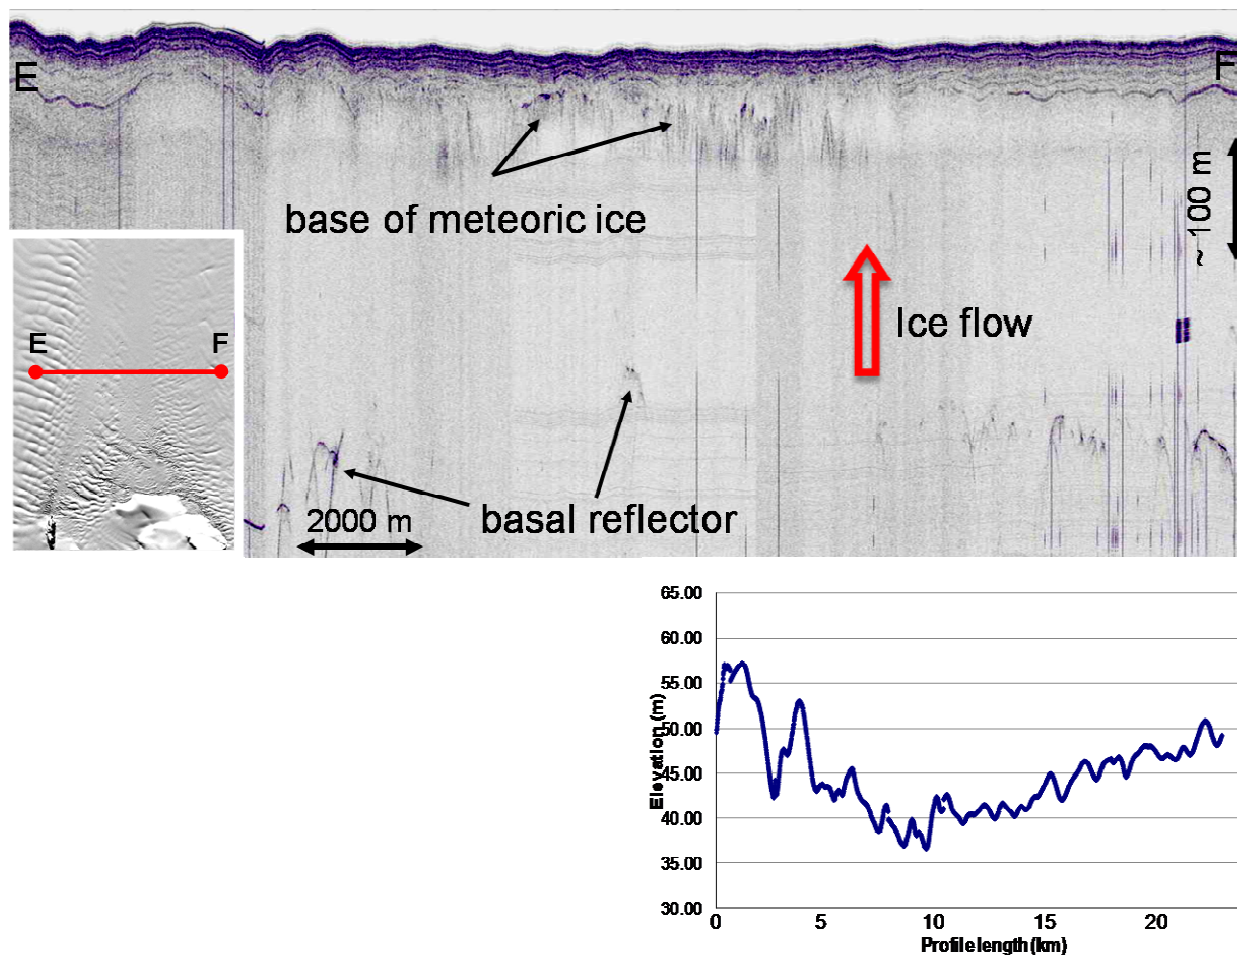 E
F
base of meteoric ice
~ 100 m
E
F
Ice flow
basal reflector
2000 m
65.00
60.00
55.00
50.00
45.00
40.00
35.00
30.00
Elevation (m)
0 5 10 15 20
Profile length (km)